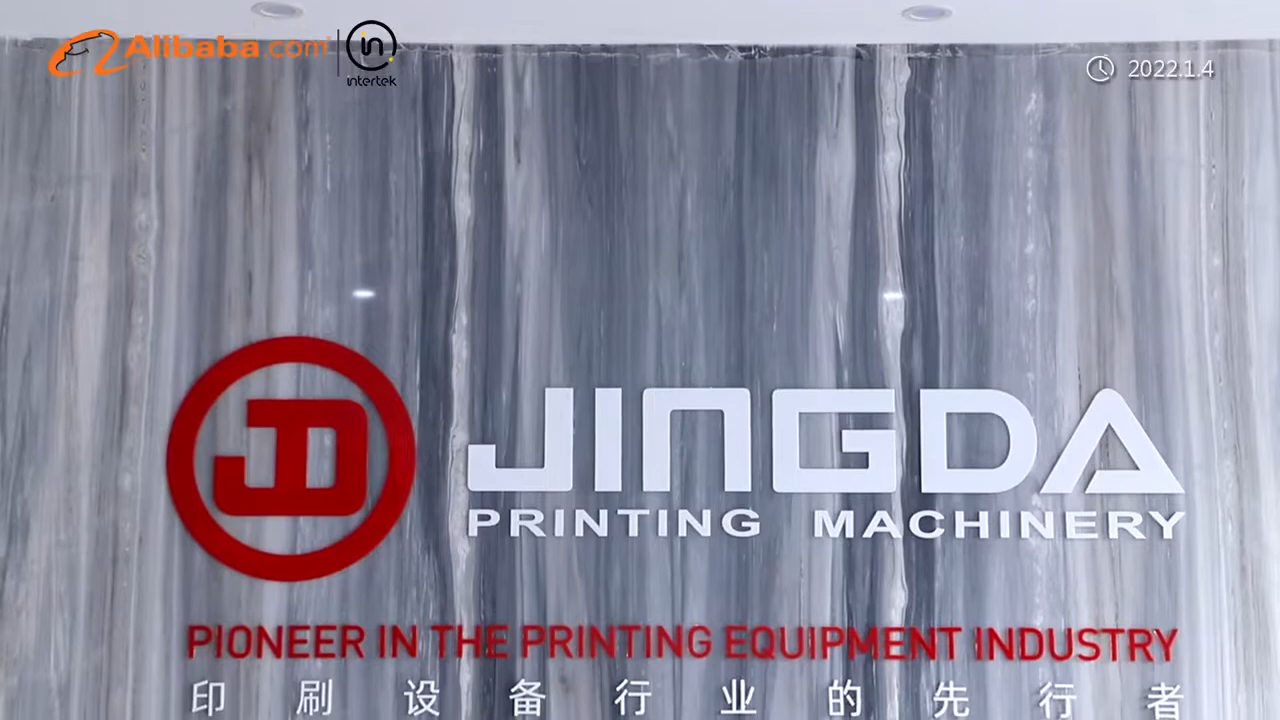 Alibaba.com
in
intertek
2022.1.4
JD
JINGDA
PRINTING MACHINERY
PIONEER IN THE PRINTING EQUIPMENT INDUSTRY
印刷设备行业的先行者